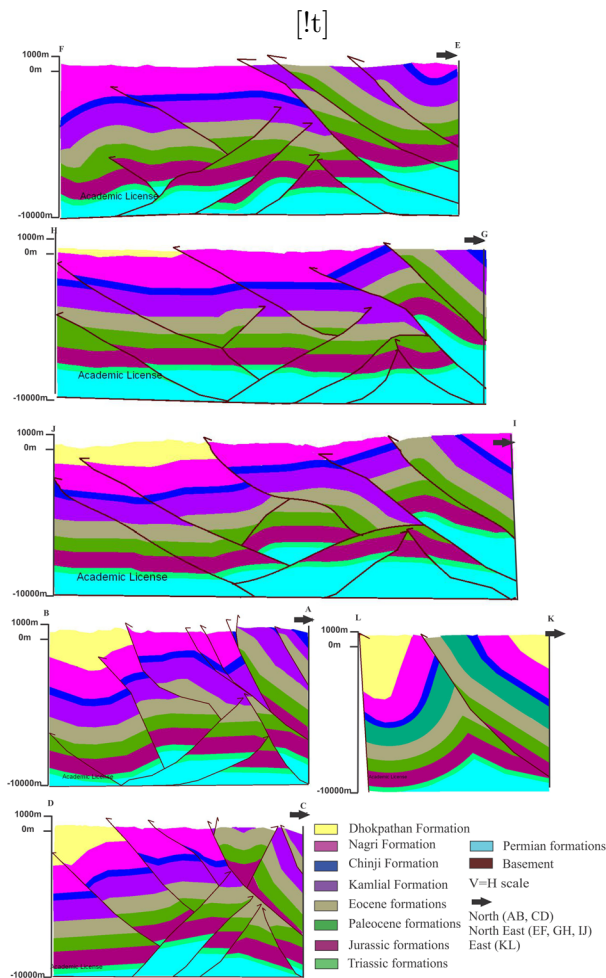 [!t]
F
E
1000m
0m
Academic License
-10000m
H
G
1000m
0m
Academic License
-10000m
J
I
1000m
0m
Academic License
-10000m
B
A
1000m
0m
Academic License
-10000m
L
K
1000m
0m
Academic License
-10000m
D
C
1000m
0m
-10000m
Dhokpathan Formation
Nagri Formation
Chinji Formation
Kamlial Formation
Eocene formations
Paleocene formations
Jurassic formations
Triassic formations
Permian formations
Basement
V=H scale
North (AB, CD)
North East (EF, GH, IJ)
East (KL)